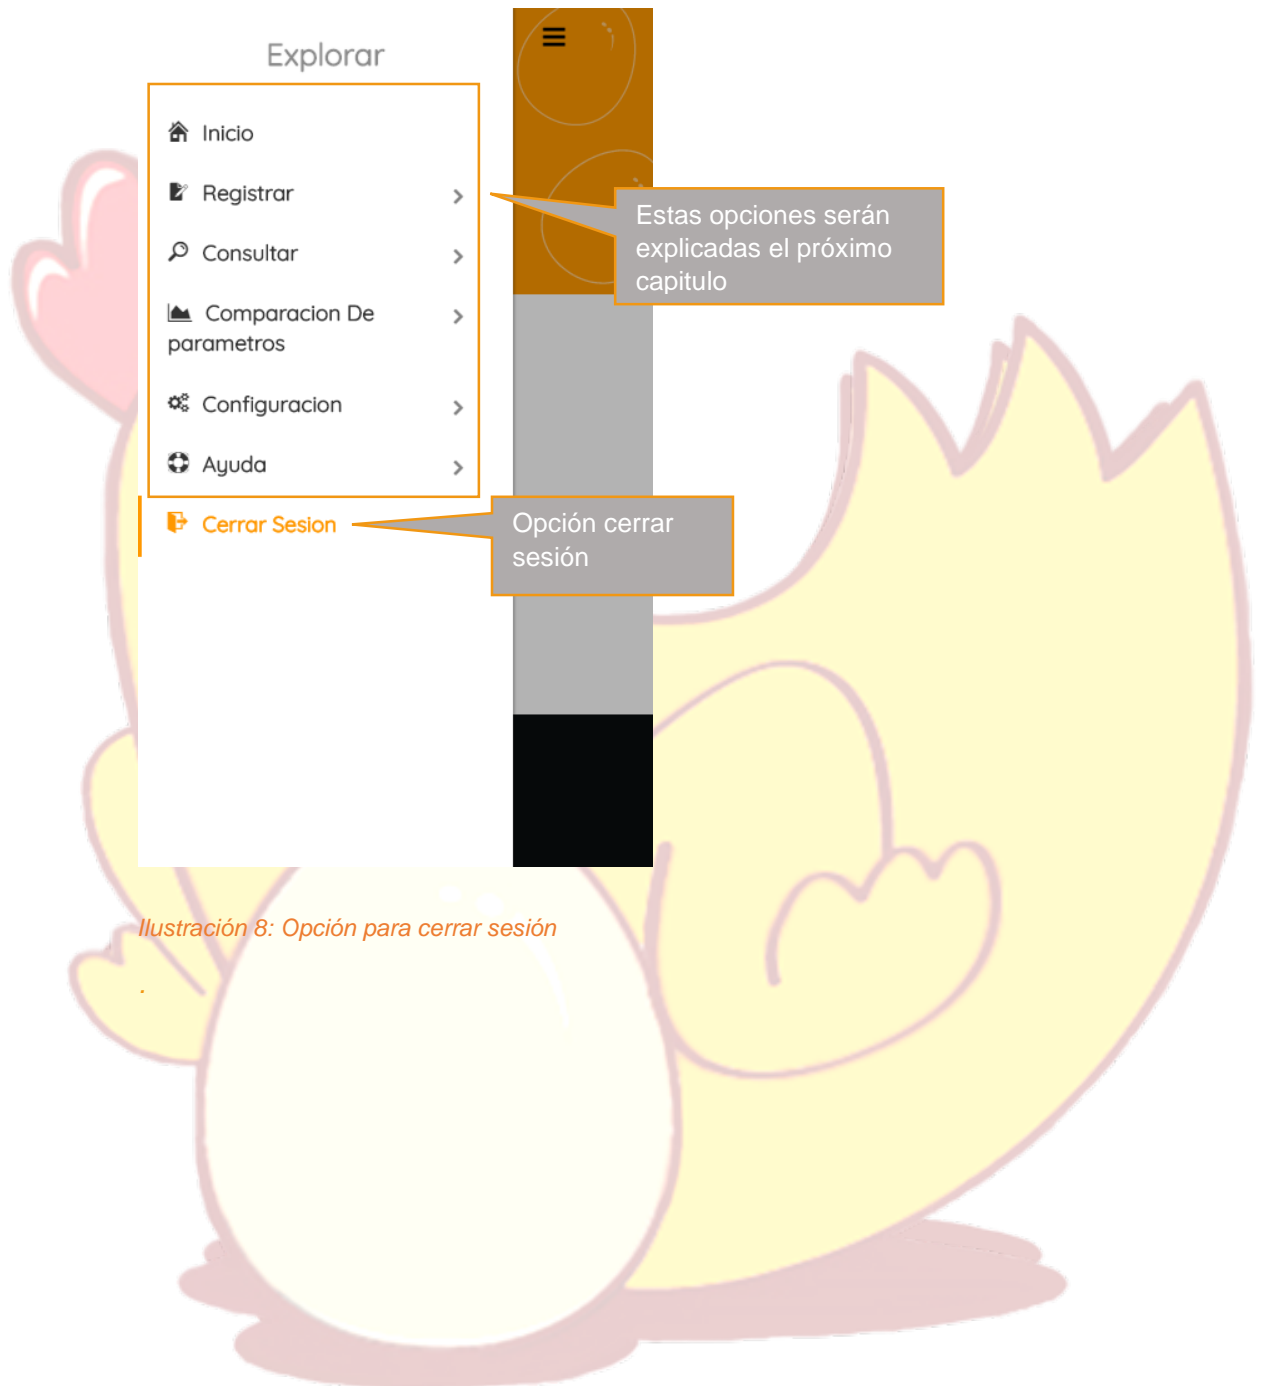 Explorar
Inicio
Registrar
Consultar
Comparacion De
parametros
Configuracion
Ayuda
Cerrar Sesion
Estas opciones serán
explicadas el próximo
capitulo
Opción cerrar
sesión
Ilustración 8: Opción para cerrar sesión
.